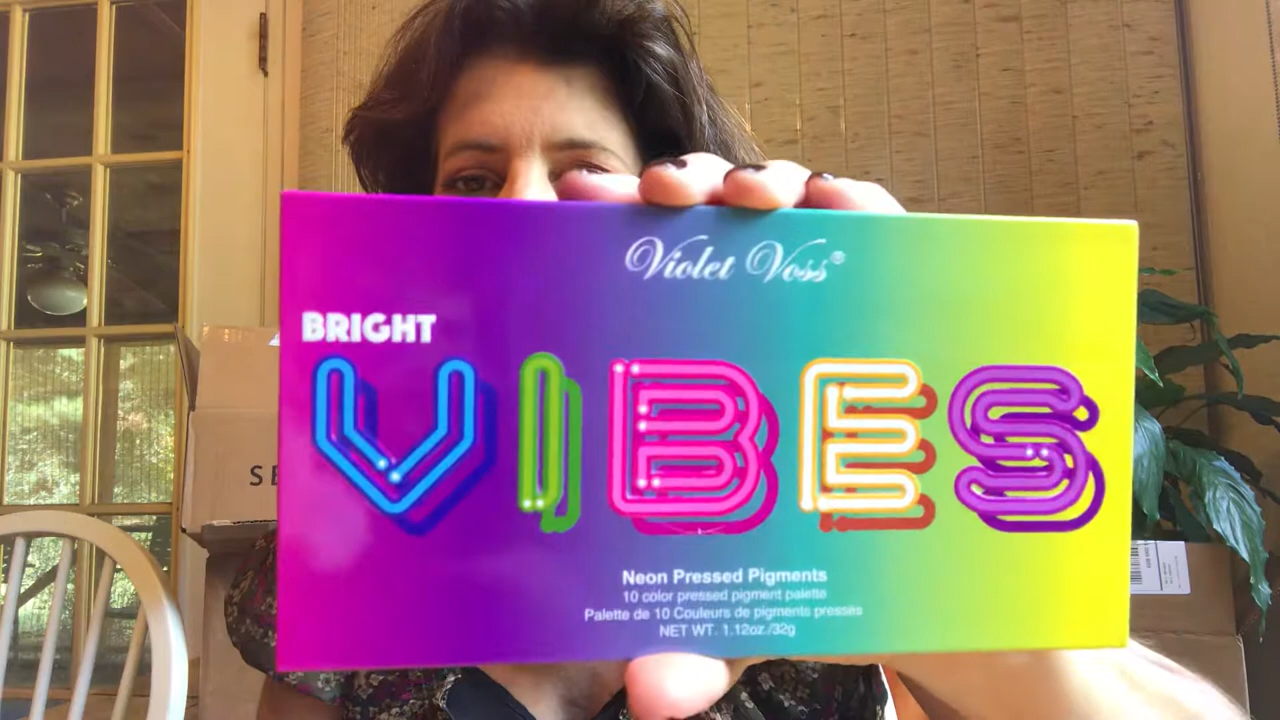 Violet Voss®
BRIGHT
VIBES
Neon Pressed Pigments
10 color pressed pigment palette
Palette de 10 Couleurs de pigments pressés
NET WT. 1.12oz./32g
SE